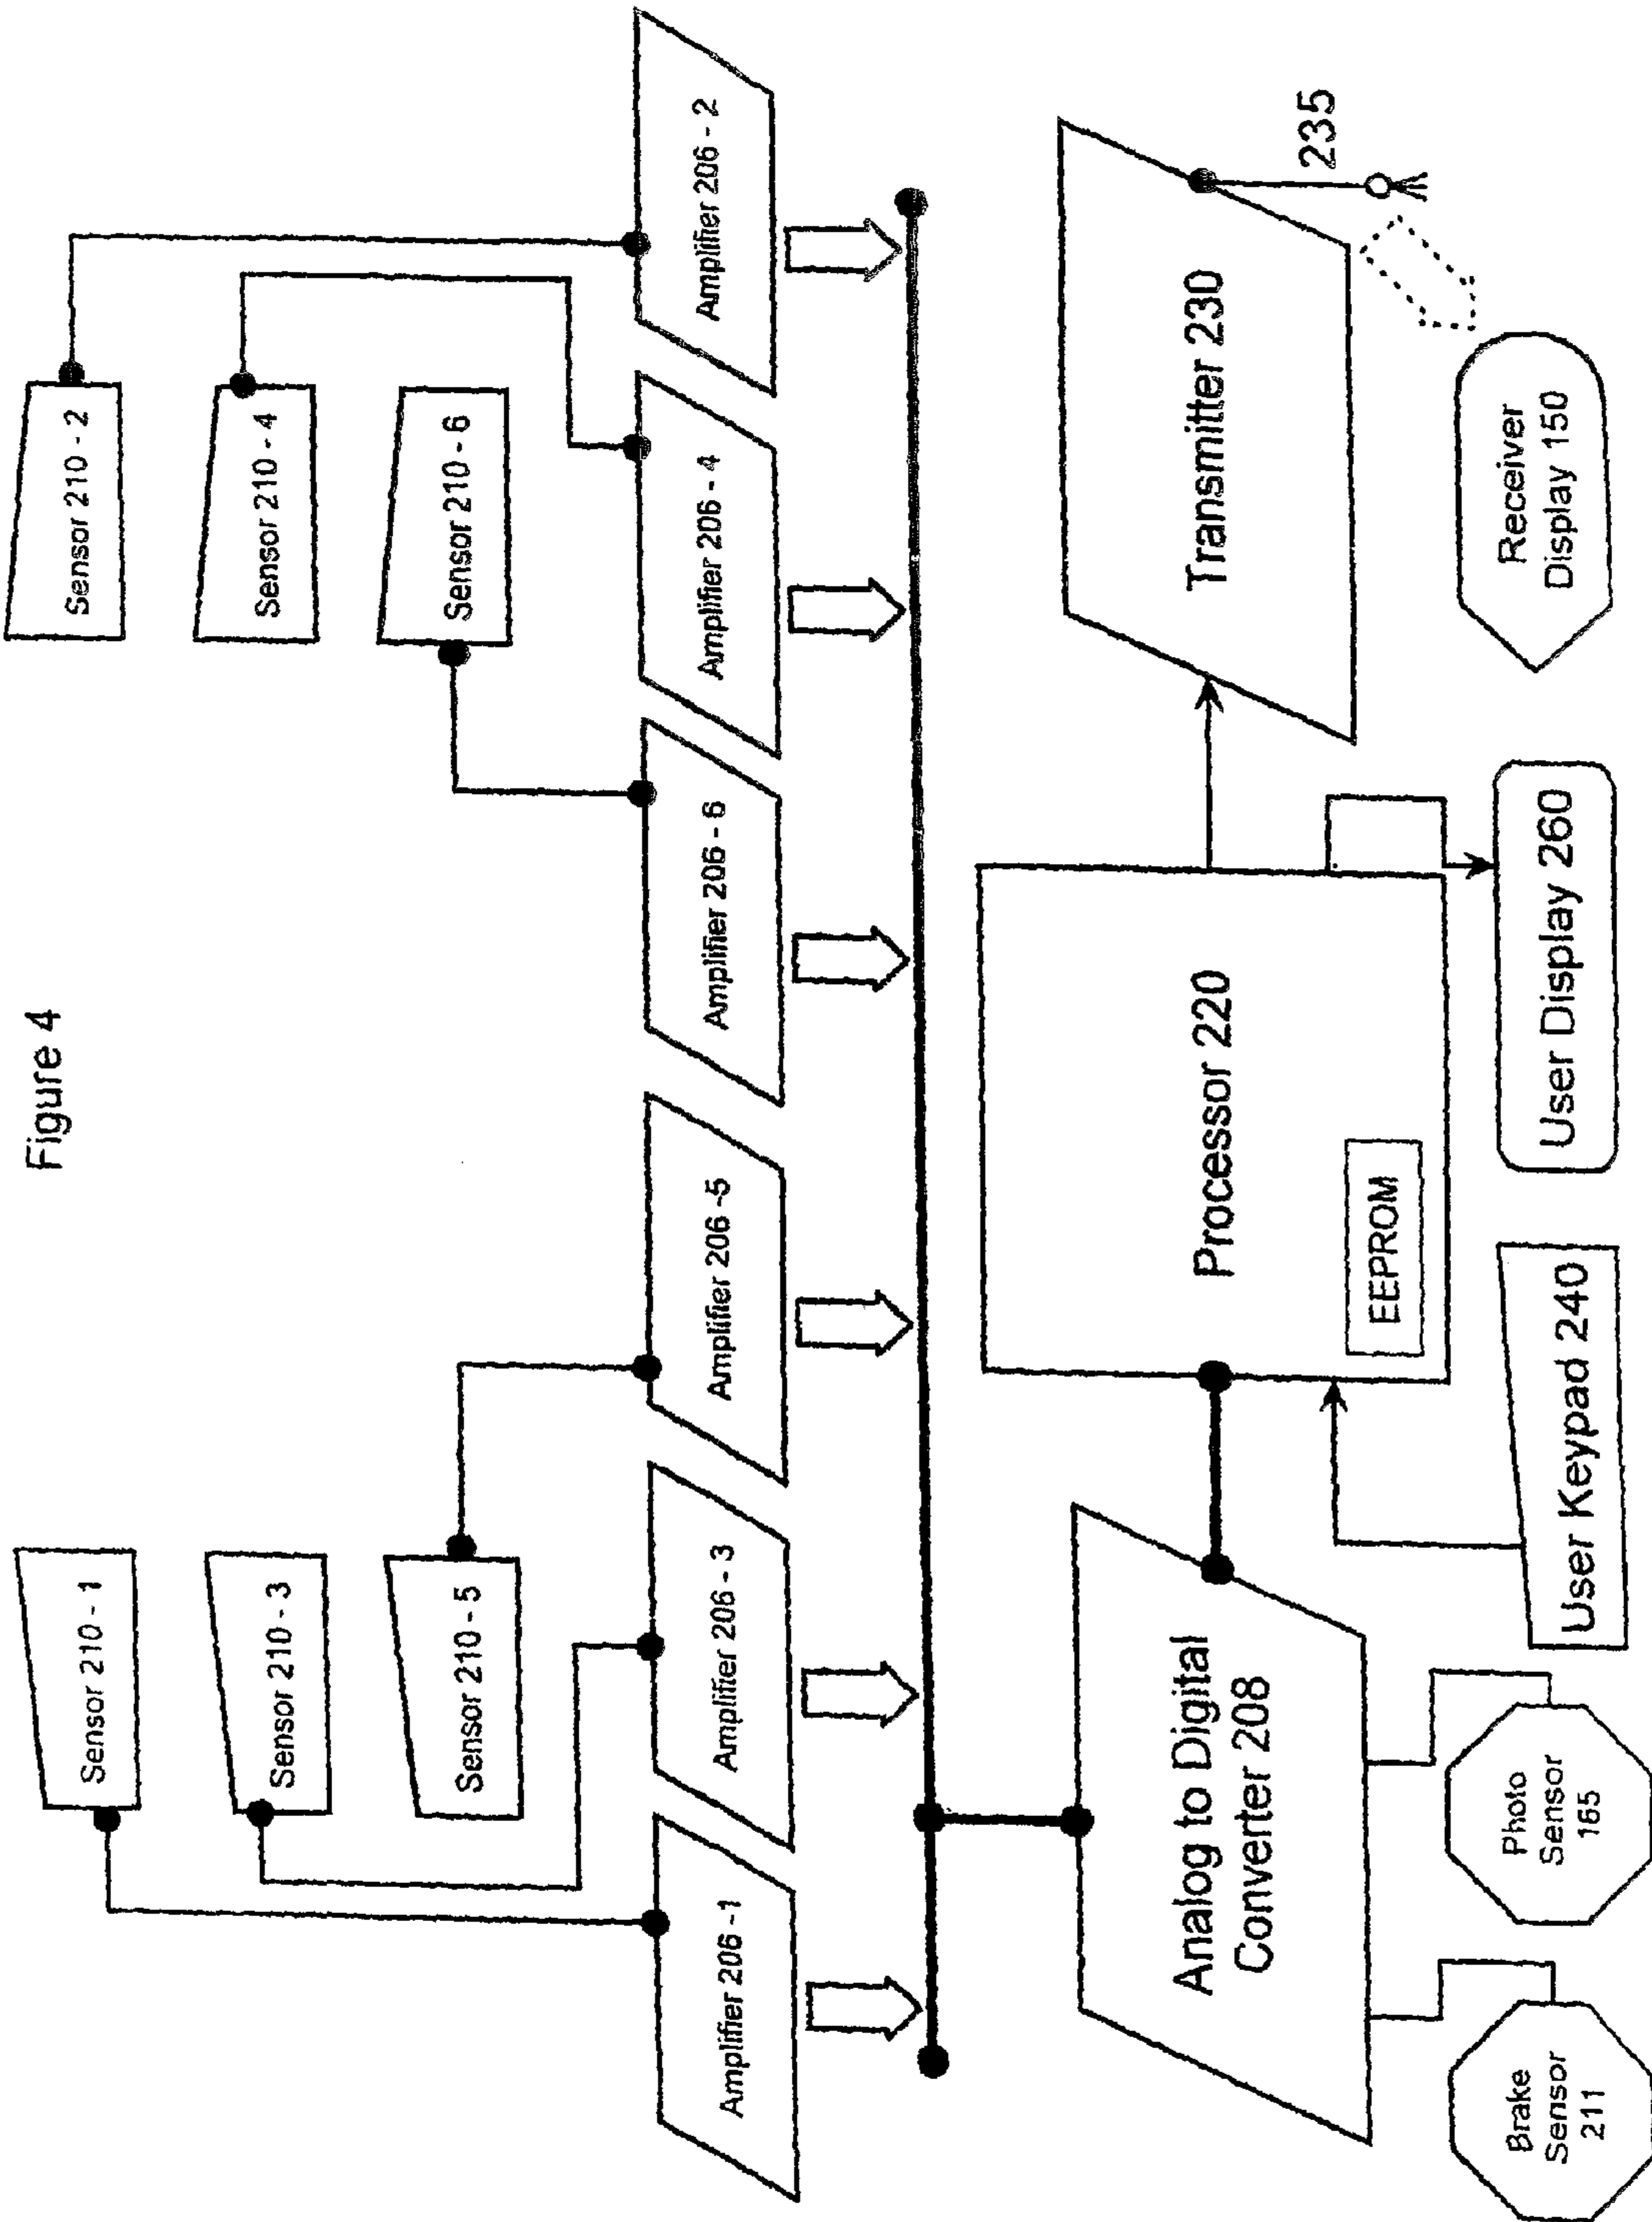 Figure 4
Sensor 210 - 1
Sensor 210 - 2
Sensor 210 - 3
Sensor 210 - 4
Sensor 210 - 5
Sensor 210 - 6
Amplifier 206 -1
Amplifier 206 - 3
Amplifier 206 -5
Amplifier 206 - 6
Amplifier 206 - 4
Amplifier 206 - 2
Analog to Digital
Converter 208
Processor 220
EEPROM
Transmitter 230
235
Brake
Sensor
211
Photo
Sensor
165
User Keypad 240
User Display 260
Receiver
Display 150